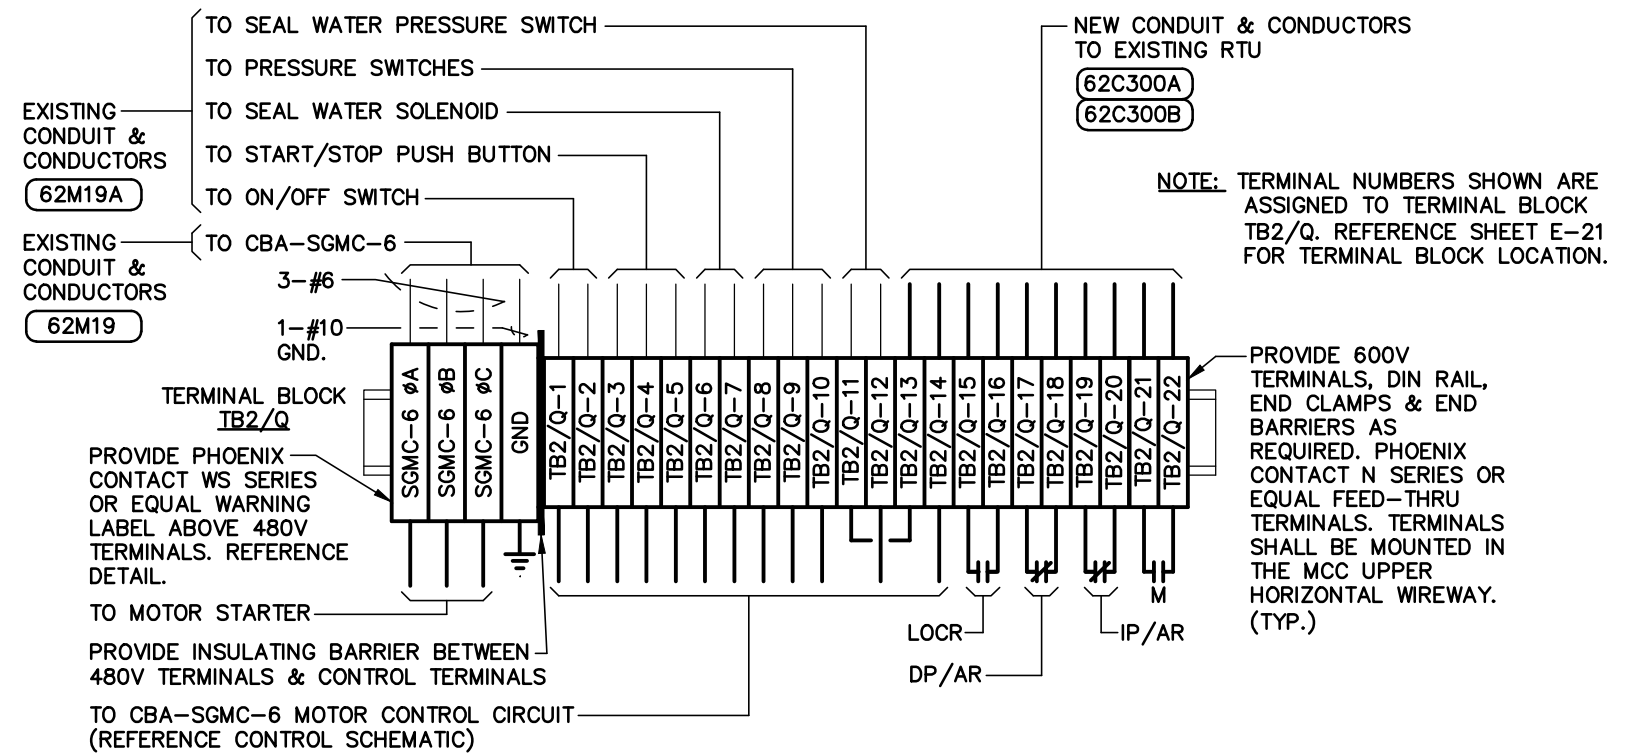 TO SEAL WATER PRESSURE SWITCH
TO PRESSURE SWITCHES
TO SEAL WATER SOLENOID
TO START/STOP PUSH BUTTON
TO ON/OFF SWITCH
EXISTING
CONDUIT &
CONDUCTORS
62M19A
EXISTING
CONDUIT &
CONDUCTORS
62M19
TO CBA-SGMC-6
3-#6
1-#10
GND.
NEW CONDUIT & CONDUCTORS
TO EXISTING RTU
62C300A
62C300B
NOTE: TERMINAL NUMBERS SHOWN ARE
ASSIGNED TO TERMINAL BLOCK
TB2/Q. REFERENCE SHEET E-21
FOR TERMINAL BLOCK LOCATION.
TERMINAL BLOCK
TB2/Q
SGMC-6 øA
SGMC-6 øB
SGMC-6 øC
GND
TB2/Q-1
TB2/Q-2
TB2/Q-3
TB2/Q-4
TB2/Q-5
TB2/Q-6
TB2/Q-7
TB2/Q-8
TB2/Q-9
TB2/Q-10
TB2/Q-11
TB2/Q-12
TB2/Q-13
TB2/Q-14
TB2/Q-15
TB2/Q-16
TB2/Q-17
TB2/Q-18
TB2/Q-19
TB2/Q-20
TB2/Q-21
TB2/Q-22
PROVIDE PHOENIX
CONTACT WS SERIES
OR EQUAL WARNING
LABEL ABOVE 480V
TERMINALS. REFERENCE
DETAIL.
TO MOTOR STARTER
PROVIDE INSULATING BARRIER BETWEEN
480V TERMINALS & CONTROL TERMINALS
TO CBA-SGMC-6 MOTOR CONTROL CIRCUIT
(REFERENCE CONTROL SCHEMATIC)
LOCR
DP/AR
IP/AR
M
PROVIDE 600V
TERMINALS, DIN RAIL,
END CLAMPS & END
BARRIERS AS
REQUIRED. PHOENIX
CONTACT N SERIES OR
EQUAL FEED-THRU
TERMINALS. TERMINALS
SHALL BE MOUNTED IN
THE MCC UPPER
HORIZONTAL WIREWAY.
(TYP.)